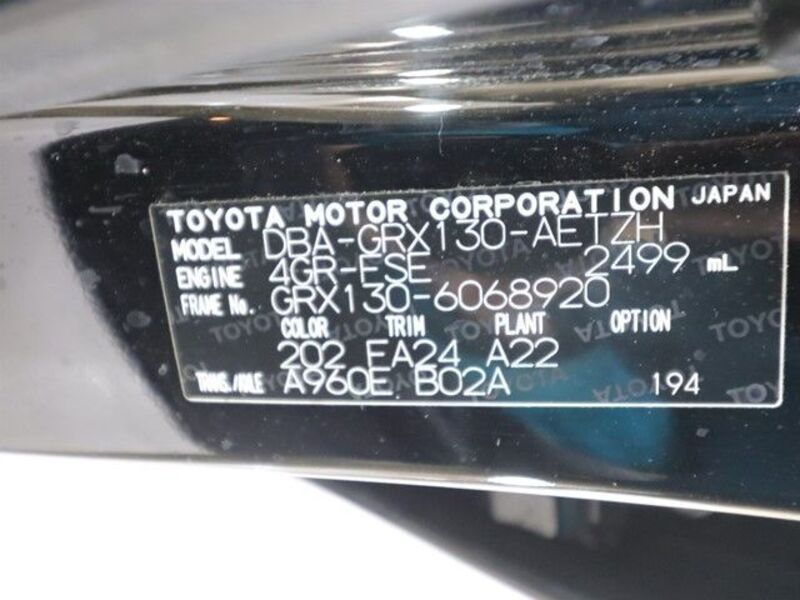 TOYOTA MOTOR CORPORATION JAPAN
MODEL DBA-GRX130-AETZH
ENGINE 4GR-FSE 2499 mL
FRAME No. GRX130-6068920
COLOR TRIM PLANT OPTION
202 FA24 A22
TRANS./AXLE A960E B02A 194